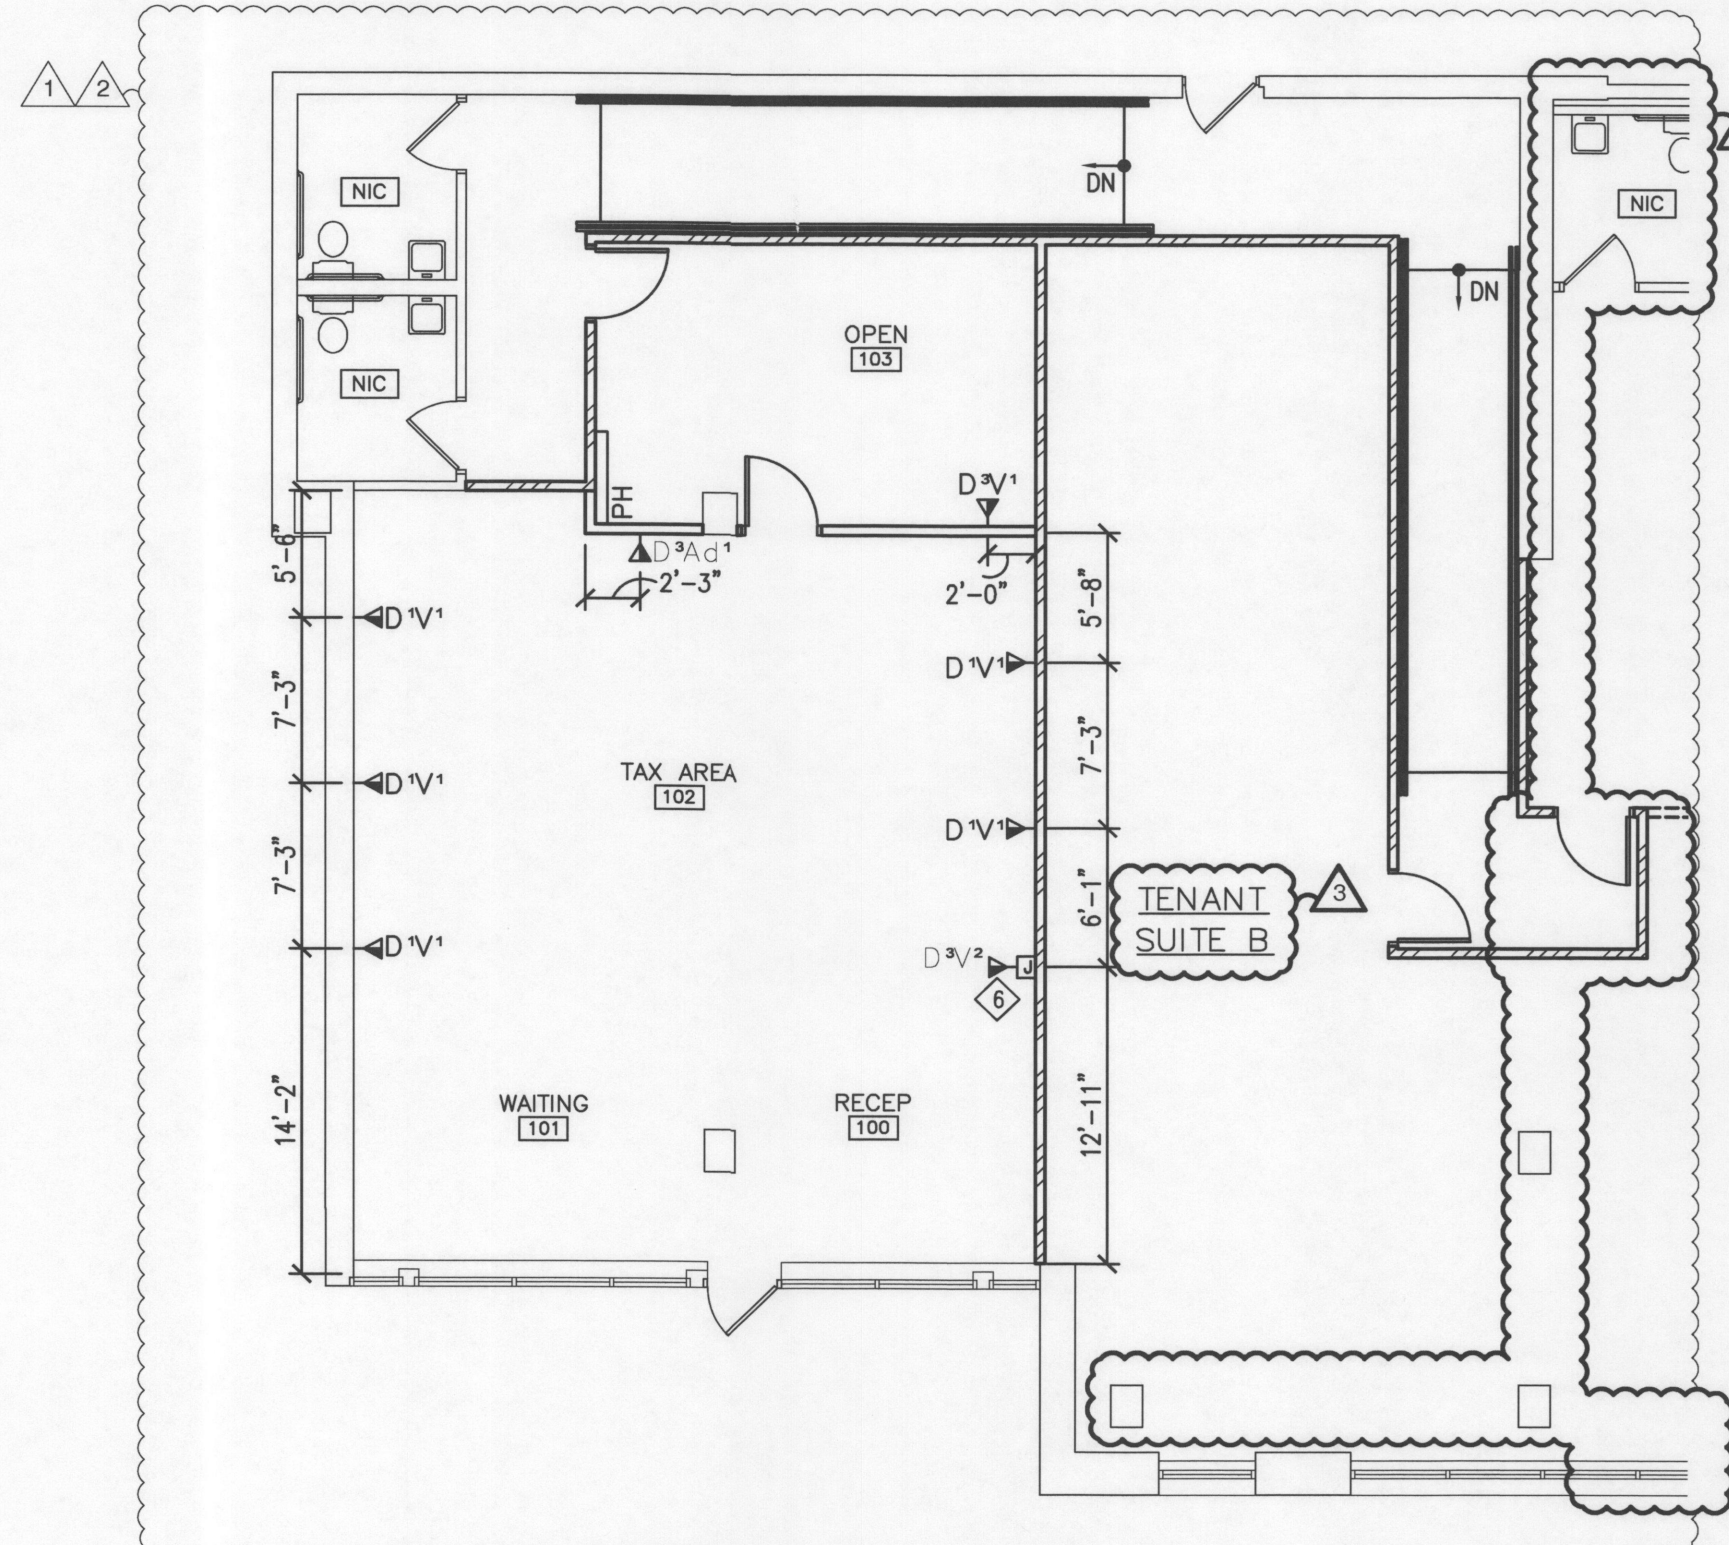 1 2
NIC
DN
NIC
DN
OPEN
103
NIC
D³V¹
PH
D³Ad¹
2'-3"
2'-0"
5'-6"
5'-8"
D¹V¹
D¹V¹
7'-3"
7'-3"
TAX AREA
102
D¹V¹
D¹V¹
7'-3"
6'-1"
TENANT
SUITE B
3
D¹V¹
D³V²
J
6
14'-2"
12'-11"
WAITING
101
RECEP
100